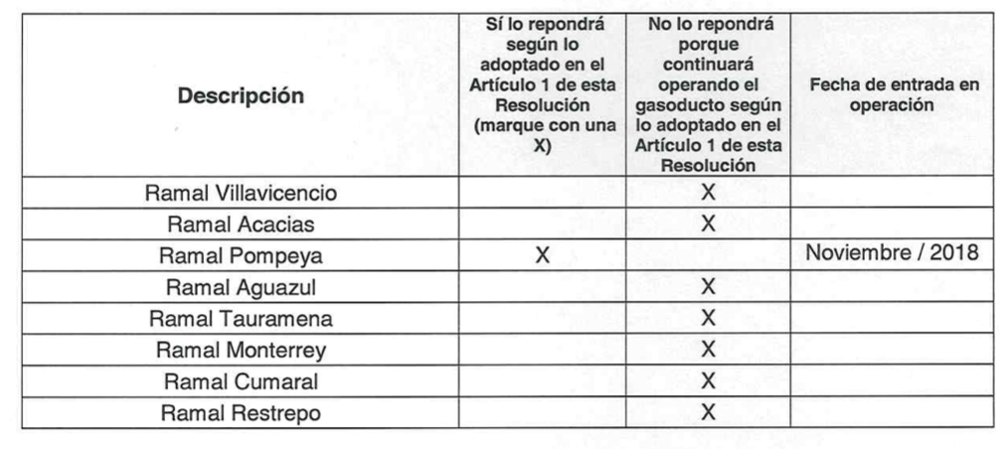 Descripción
Sí lo repondrá
según lo
adoptado en el
Artículo 1 de esta
Resolución
(marque con una
X)
No lo repondrá
porque
continuará
operando el
gasoducto según
lo adoptado en el
Artículo 1 de esta
Resolución
Fecha de entrada en
operación
Ramal Villavicencio X
Ramal Acacias X
Ramal Pompeya X Noviembre / 2018
Ramal Aguazul X
Ramal Tauramena X
Ramal Monterrey X
Ramal Cumaral X
Ramal Restrepo X